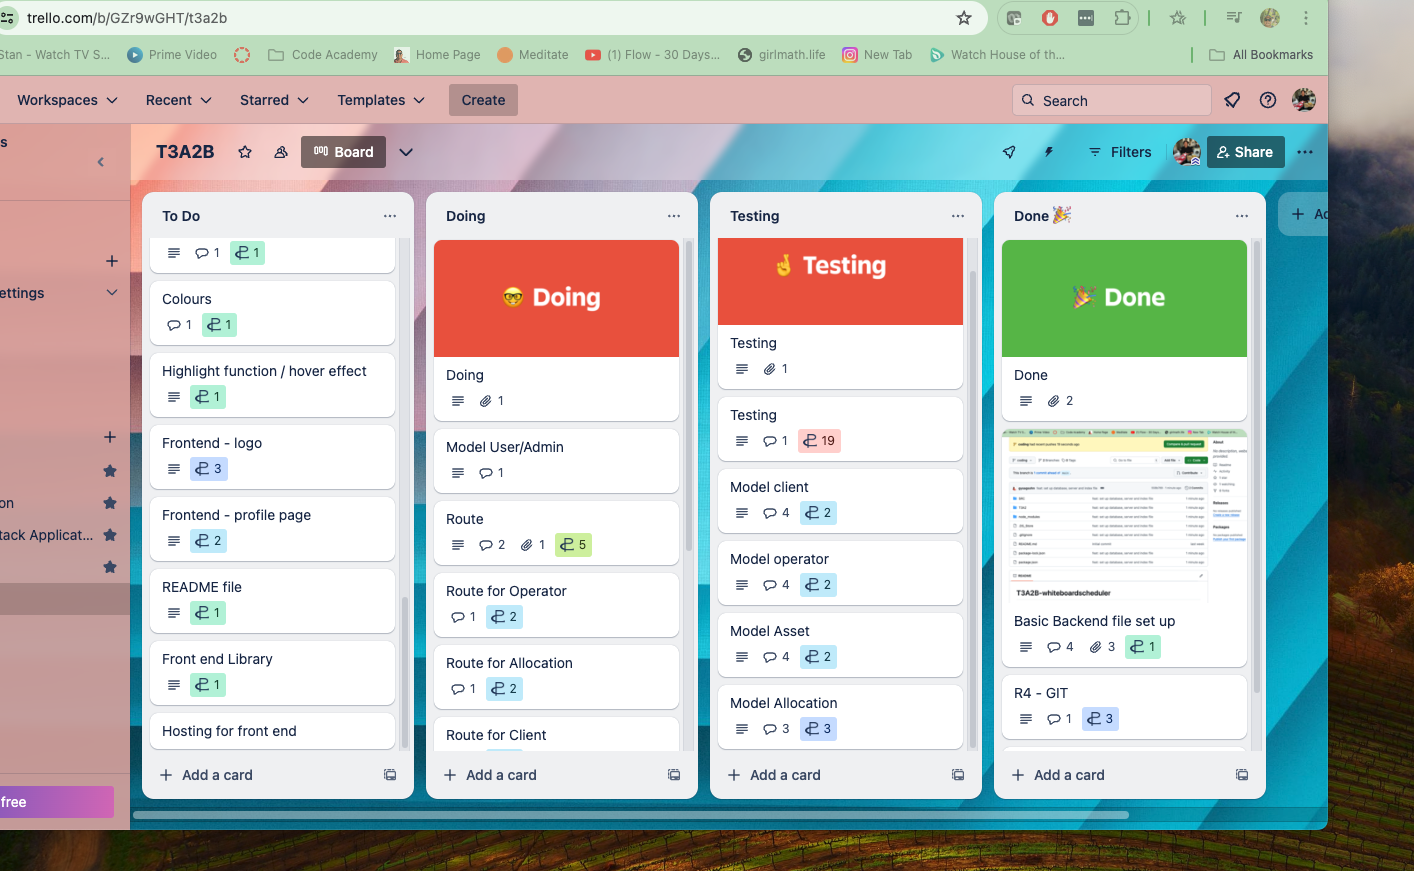 trello.com/b/GZr9wGHT/t3a2b
Stan - Watch TV S...
Prime Video
Code Academy
Home Page
Meditate
(1) Flow - 30 Days...
girlmath.life
New Tab
Watch House of th...
All Bookmarks
Workspaces
Recent
Starred
Templates
Create
Search
s
ettings
on
tack Applicat...
free
T3A2B
Board
Filters
Share
To Do
1
1
Colours
1
1
Highlight function / hover effect
1
Frontend - logo
3
Frontend - profile page
2
README file
1
Front end Library
1
Hosting for front end
Add a card
Doing
Doing
Doing
1
Model User/Admin
1
Route
2
1
5
Route for Operator
1
2
Route for Allocation
1
2
Route for Client
Add a card
Testing
Testing
Testing
1
Testing
1
19
Model client
4
2
Model operator
4
2
Model Asset
4
2
Model Allocation
3
3
Add a card
Done
Done
Done
2
T3A2B-whiteboardscheduler
Basic Backend file set up
4
3
1
R4 - GIT
1
3
Add a card
Ad